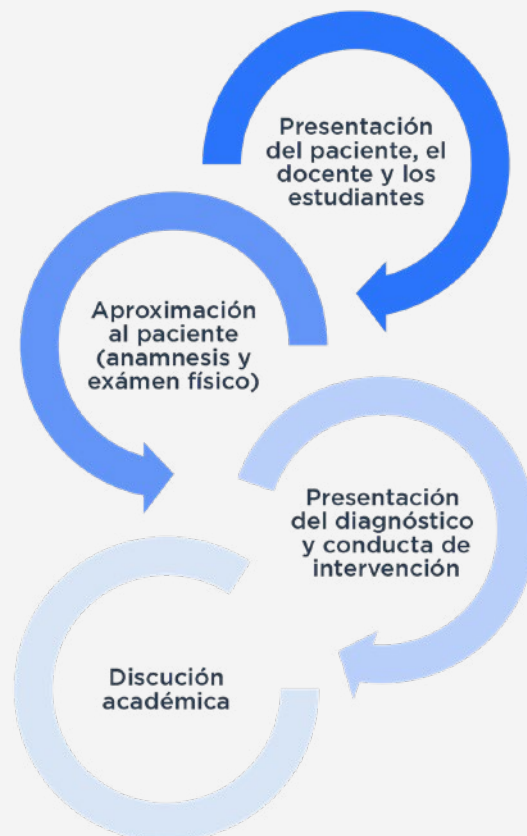 Presentación
del paciente, el
docente y los
estudiantes
Aproximación
al paciente
(anamnesis y
exámen físico)
Presentación
del diagnóstico
y conducta de
intervención
Discución
académica